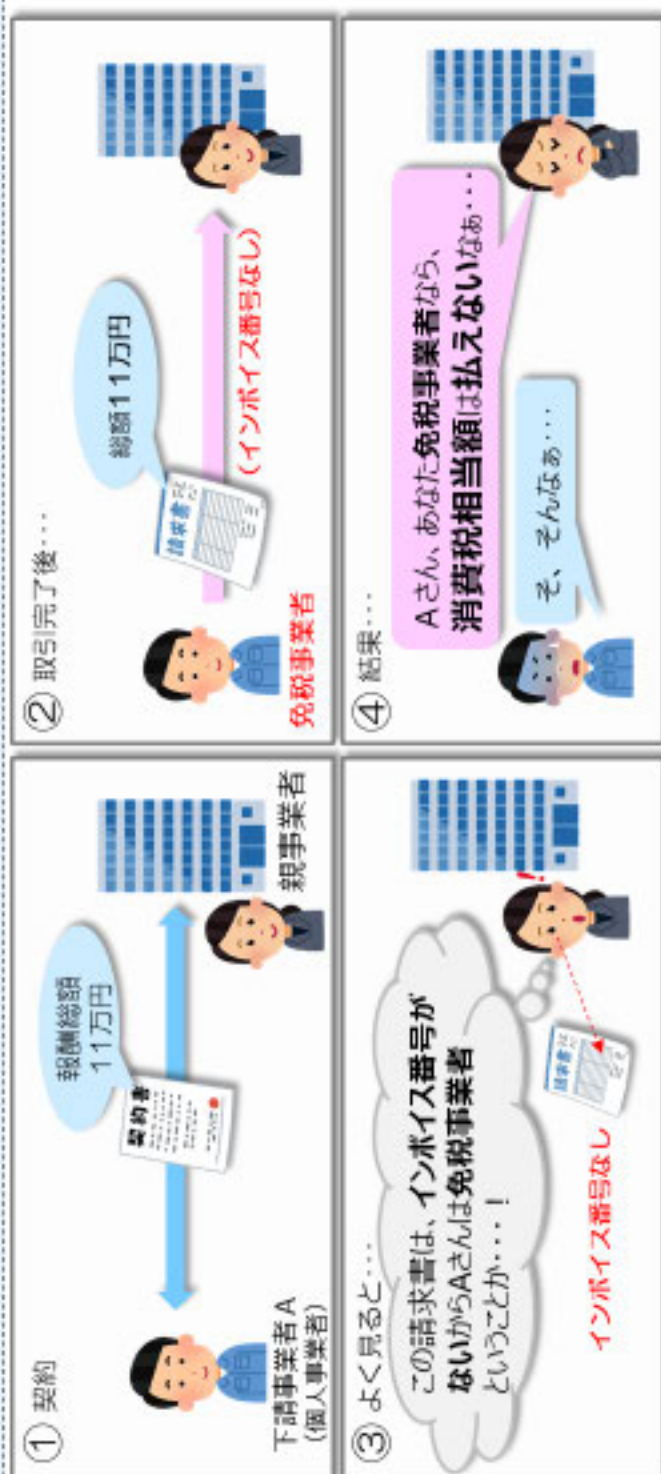 ① 契約
報酬総額
11万円
契約書
下請事業者A
(個人事業者)
親事業者
② 取引完了後･･･
総額11万円
請求書
(インボイス番号なし)
免税事業者
③ よく見ると･･･
この請求書は、インボイス番号が
ないからAさんは免税事業者
ということか･･･！
請求書
インボイス番号なし
!
④ 結果･･･
Aさん、あなた免税事業者なら、
消費税相当額は払えないなぁ･･･
そ、そんなぁ･･･